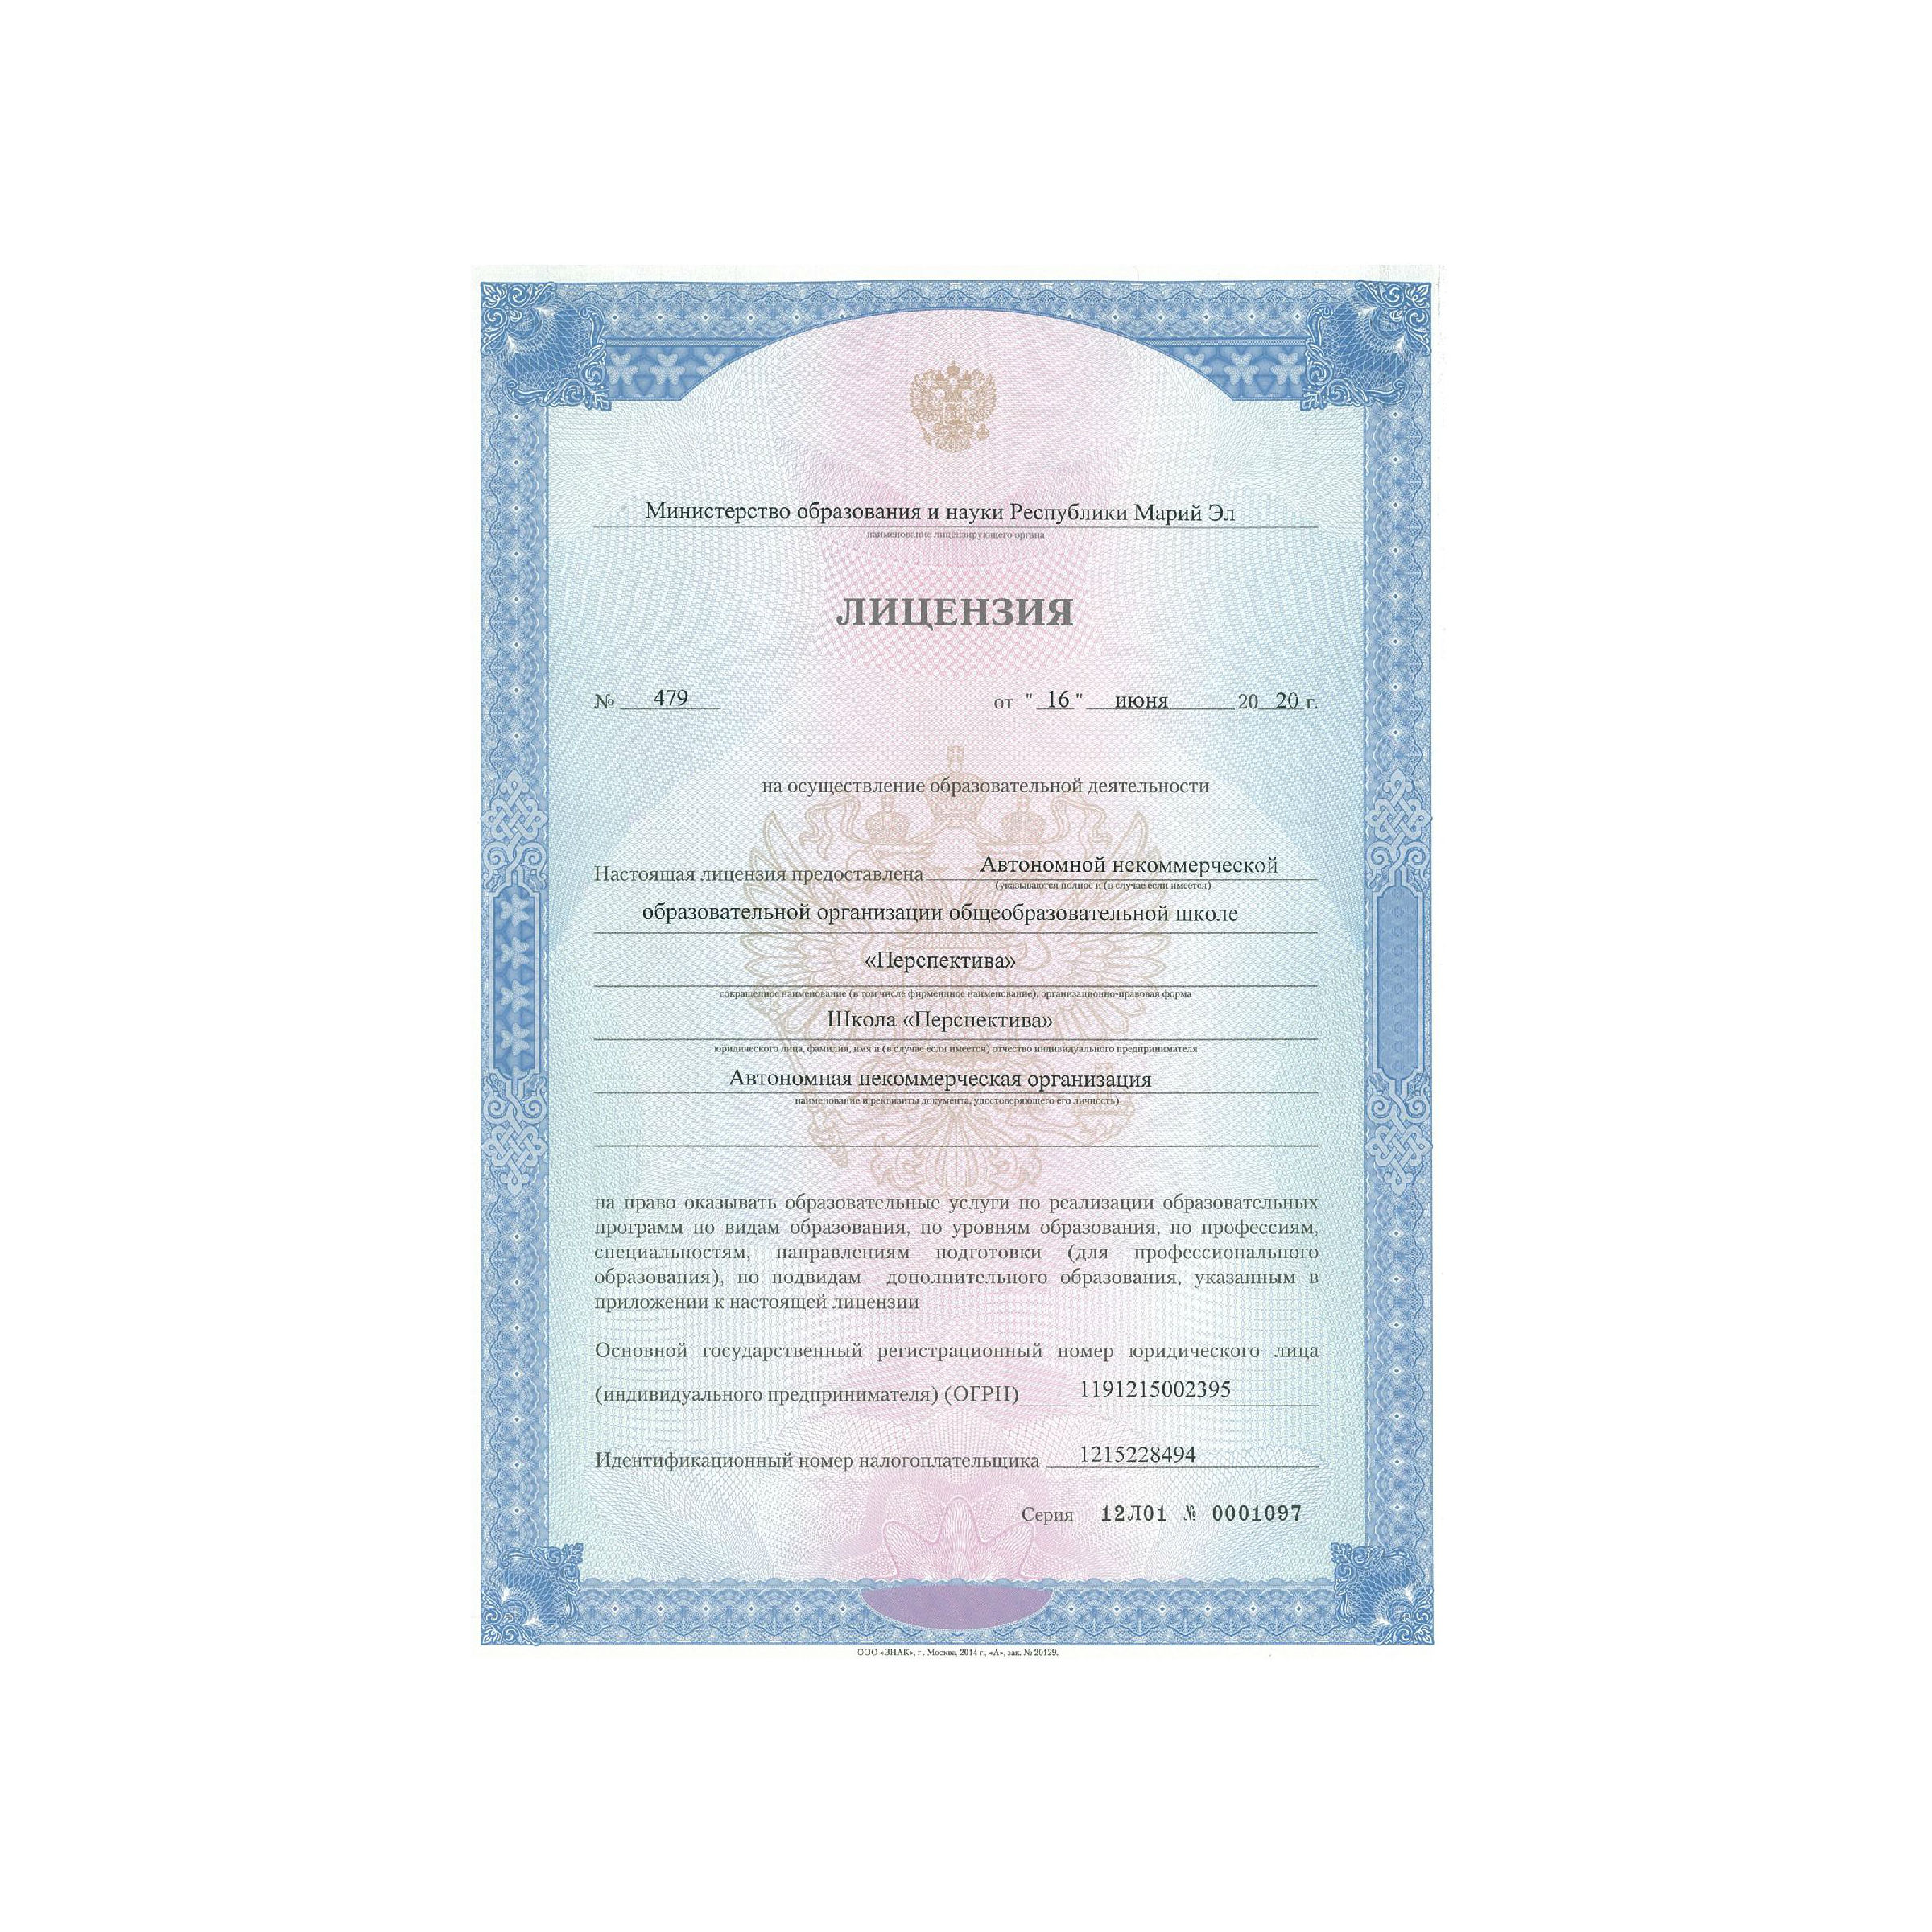 Министерство образования и науки Республики Марий Эл
наименование лицензирующего органа
ЛИЦЕНЗИЯ
№ 479 от " 16 " июня 20 20 г.
на осуществление образовательной деятельности
Настоящая лицензия предоставлена Автономной некоммерческой
(указываются полное и (в случае если имеется)
образовательной организации общеобразовательной школе
«Перспектива»
сокращенное наименование (в том числе фирменное наименование), организационно-правовая форма
Школа «Перспектива»
юридического лица, фамилия, имя и (в случае если имеется) отчество индивидуального предпринимателя,
Автономная некоммерческая организация
наименование и реквизиты документа, удостоверяющего его личность)
на право оказывать образовательные услуги по реализации образовательных
программ по видам образования, по уровням образования, по профессиям,
специальностям, направлениям подготовки (для профессионального
образования), по подвидам дополнительного образования, указанным в
приложении к настоящей лицензии
Основной государственный регистрационный номер юридического лица
(индивидуального предпринимателя) (ОГРН) 1191215002395
Идентификационный номер налогоплательщика 1215228494
Серия 12Л01 № 0001097
ООО «ЗНАК», г. Москва, 2014 г., «А», зак. № 20129.